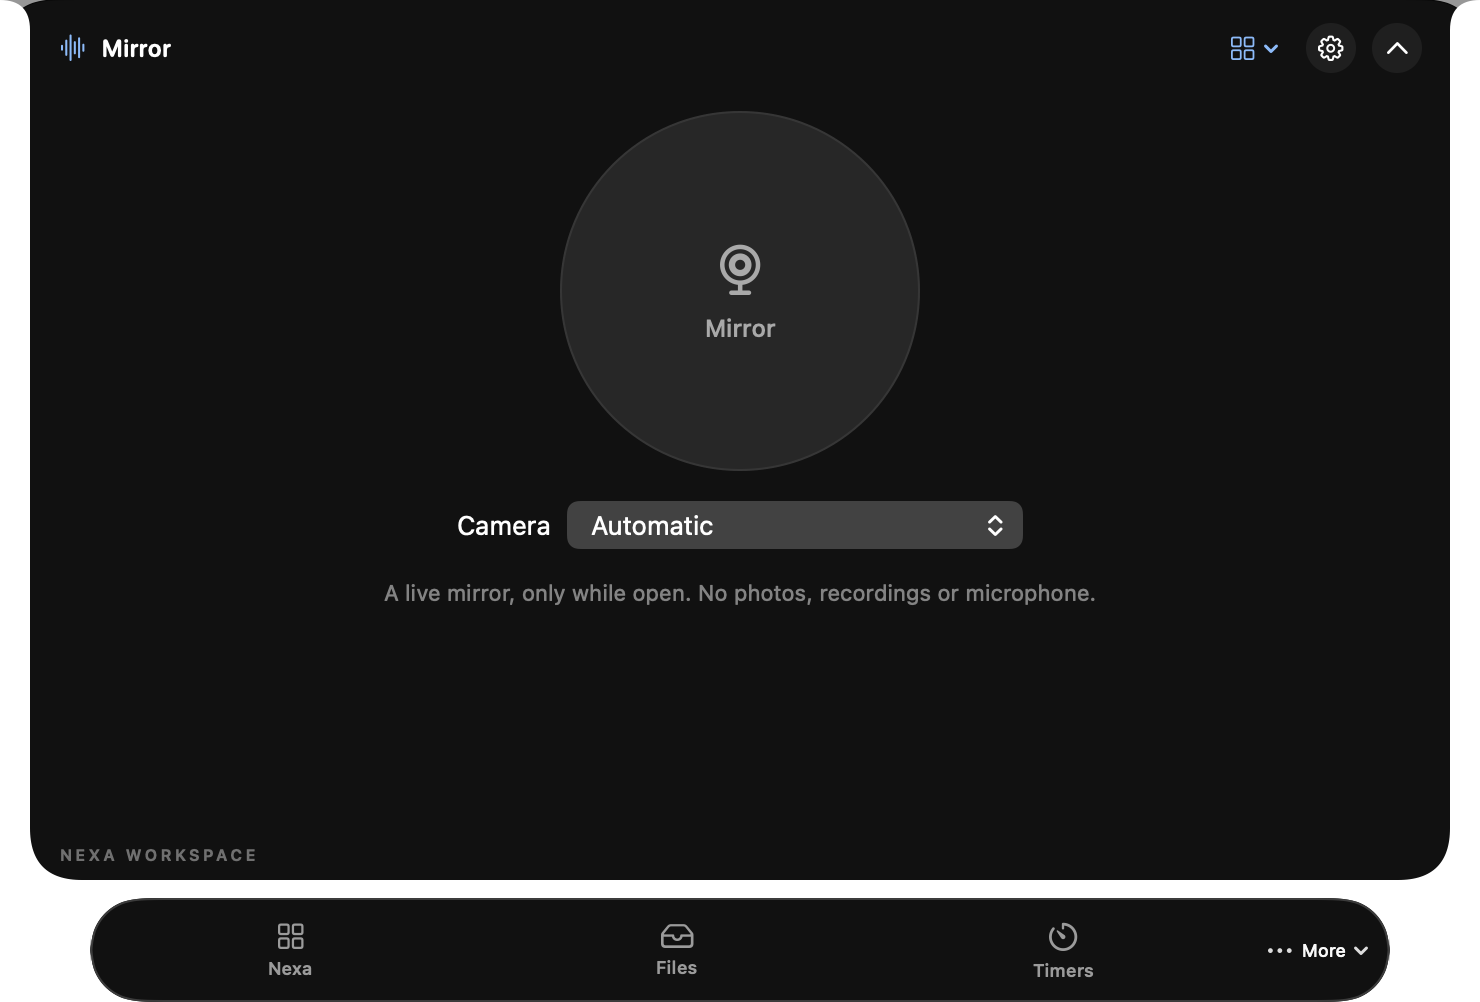 Mirror
Mirror
Camera Automatic
A live mirror, only while open. No photos, recordings or microphone.
NEXA WORKSPACE
Nexa
Files
Timers
More